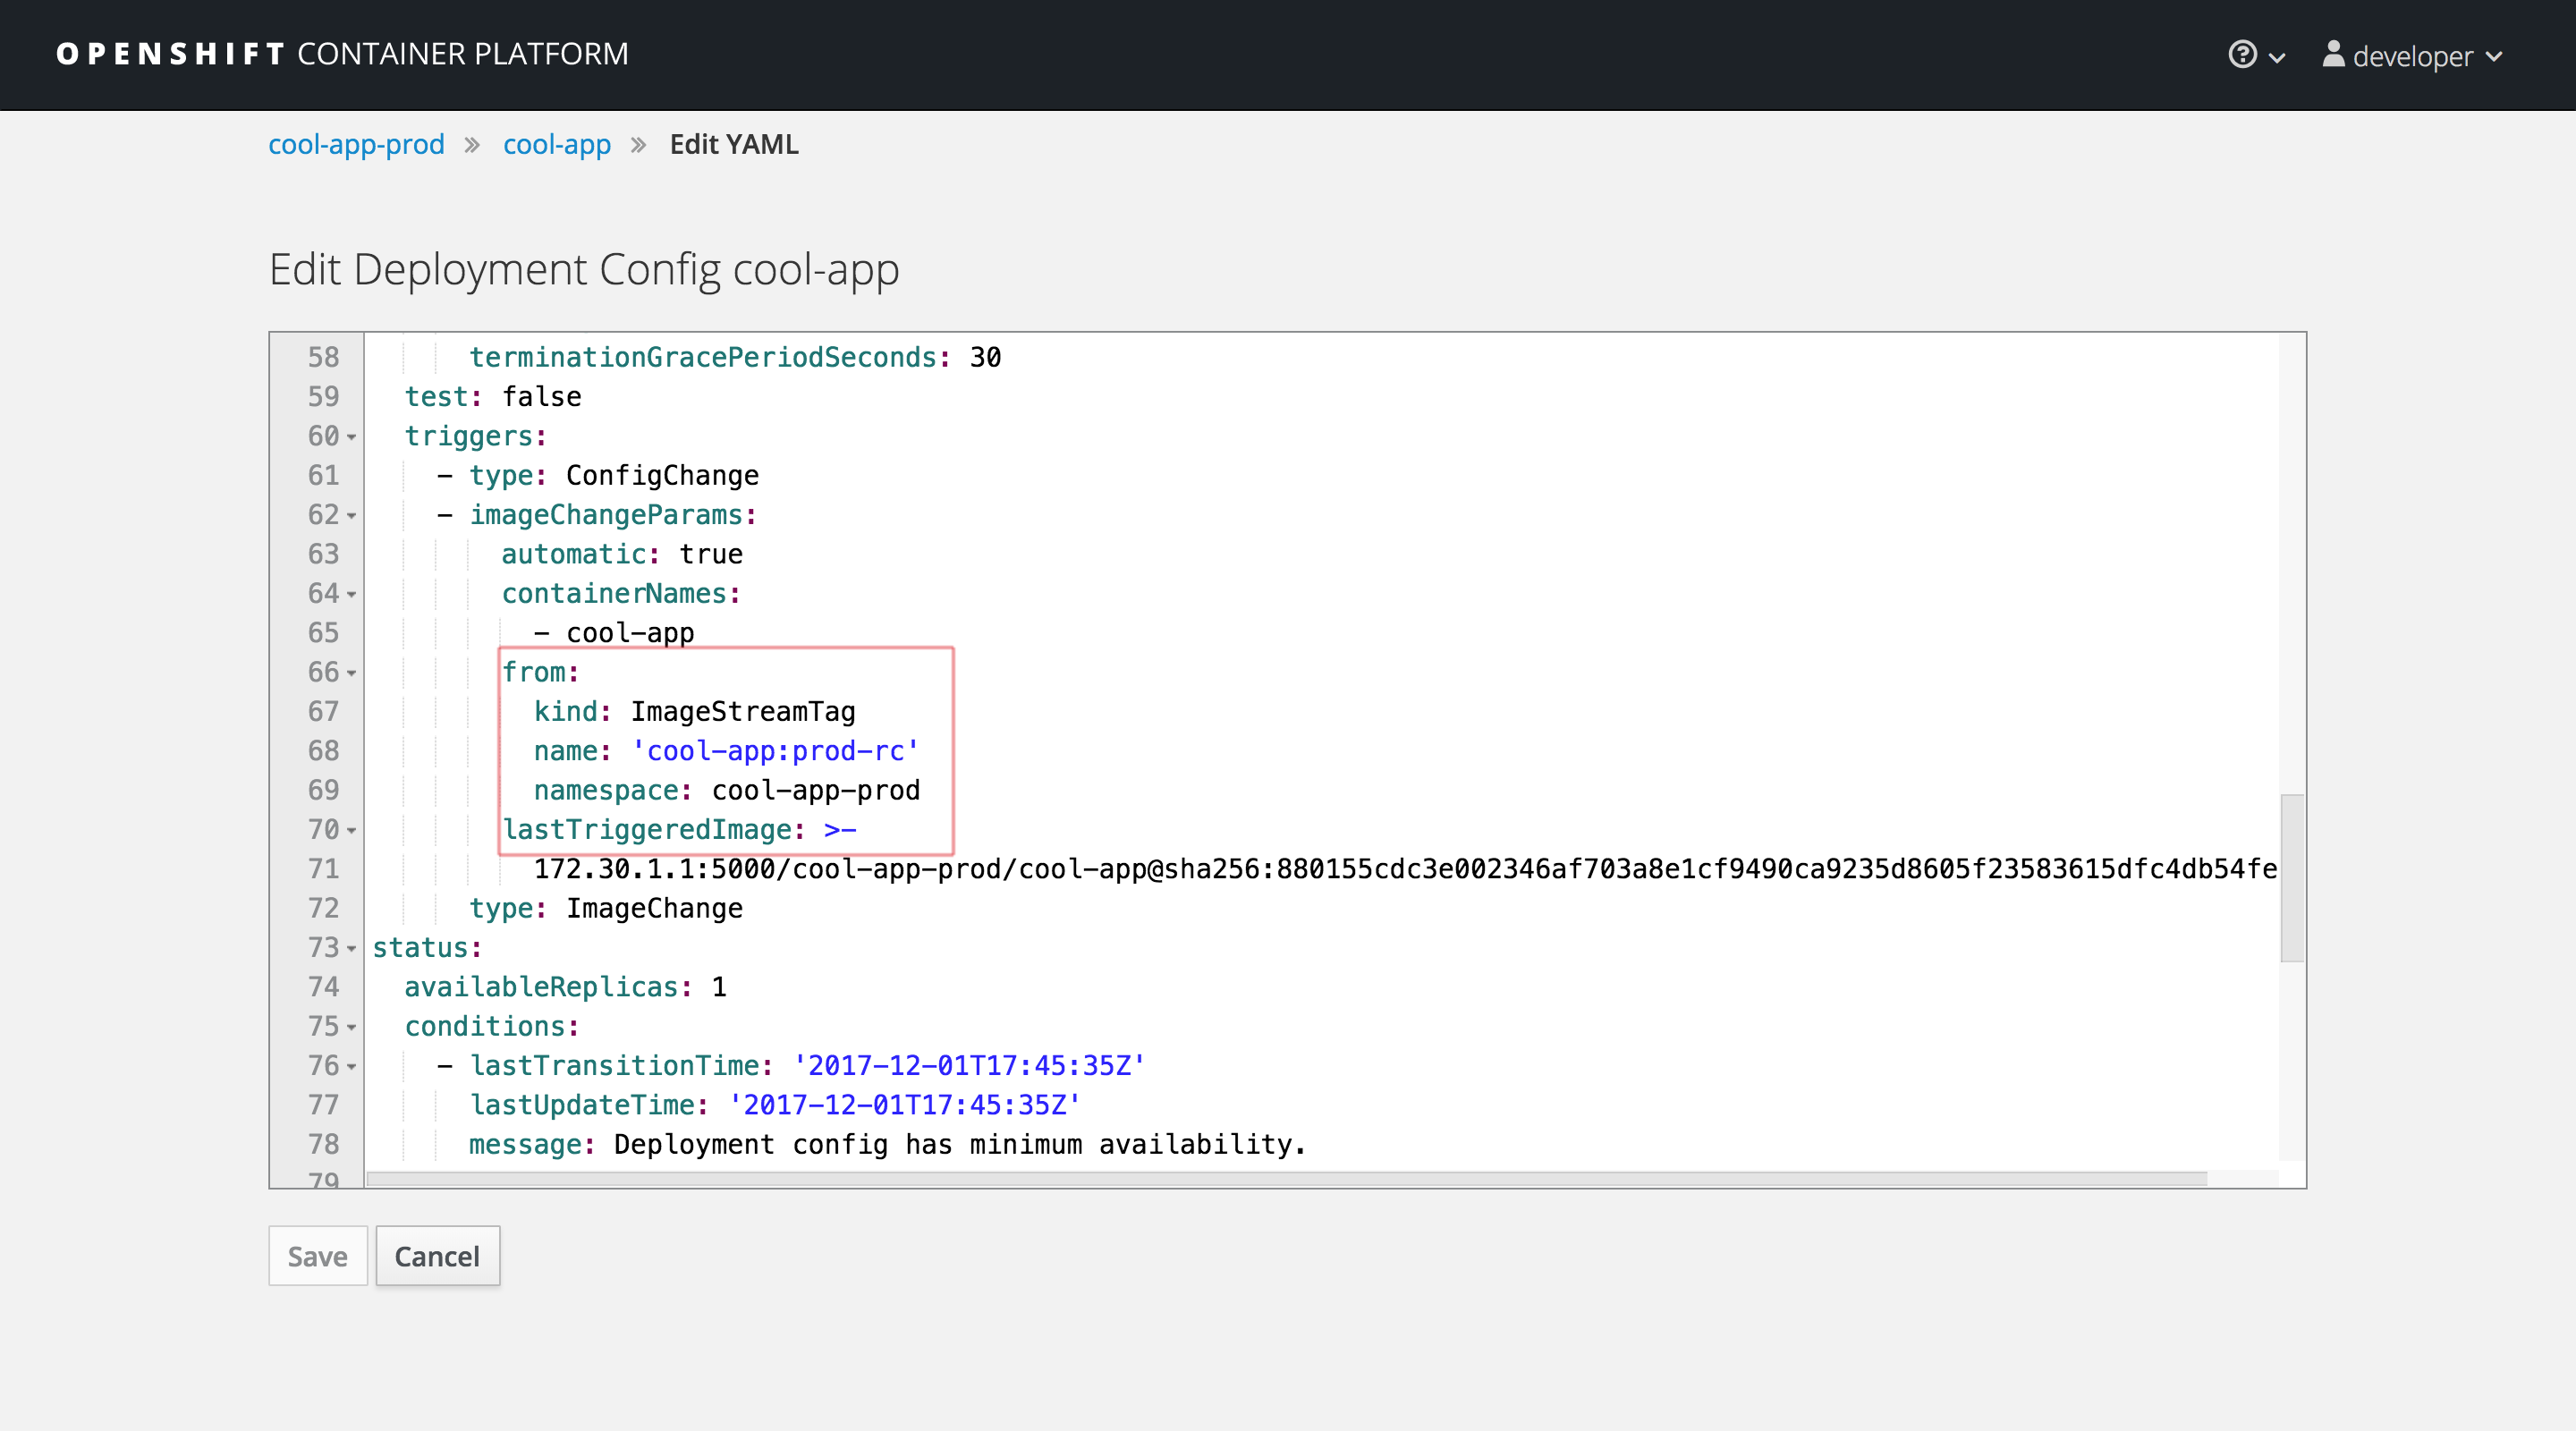 OPENSHIFT CONTAINER PLATFORM
developer
cool-app-prod » cool-app » Edit YAML
Edit Deployment Config cool-app
58 terminationGracePeriodSeconds: 30
59 test: false
60 triggers:
61 - type: ConfigChange
62 - imageChangeParams:
63 automatic: true
64 containerNames:
65 - cool-app
66 from:
67 kind: ImageStreamTag
68 name: 'cool-app:prod-rc'
69 namespace: cool-app-prod
70 lastTriggeredImage: >-
71 172.30.1.1:5000/cool-app-prod/cool-app@sha256:880155cdc3e002346af703a8e1cf9490ca9235d8605f23583615dfc4db54fe
72 type: ImageChange
73 status:
74 availableReplicas: 1
75 conditions:
76 - lastTransitionTime: '2017-12-01T17:45:35Z'
77 lastUpdateTime: '2017-12-01T17:45:35Z'
78 message: Deployment config has minimum availability.
79
Save Cancel